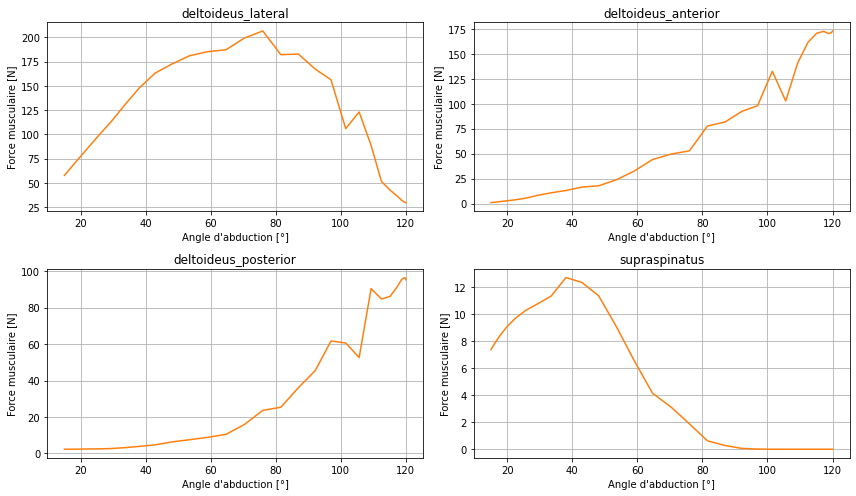 deltoideus_lateral
Force musculaire [N]
200
175
150
125
100
75
50
25
20 40 60 80 100 120
Angle d'abduction [°]
deltoideus_anterior
Force musculaire [N]
175
150
125
100
75
50
25
0
20 40 60 80 100 120
Angle d'abduction [°]
deltoideus_posterior
Force musculaire [N]
100
80
60
40
20
0
20 40 60 80 100 120
Angle d'abduction [°]
supraspinatus
Force musculaire [N]
12
10
8
6
4
2
0
20 40 60 80 100 120
Angle d'abduction [°]